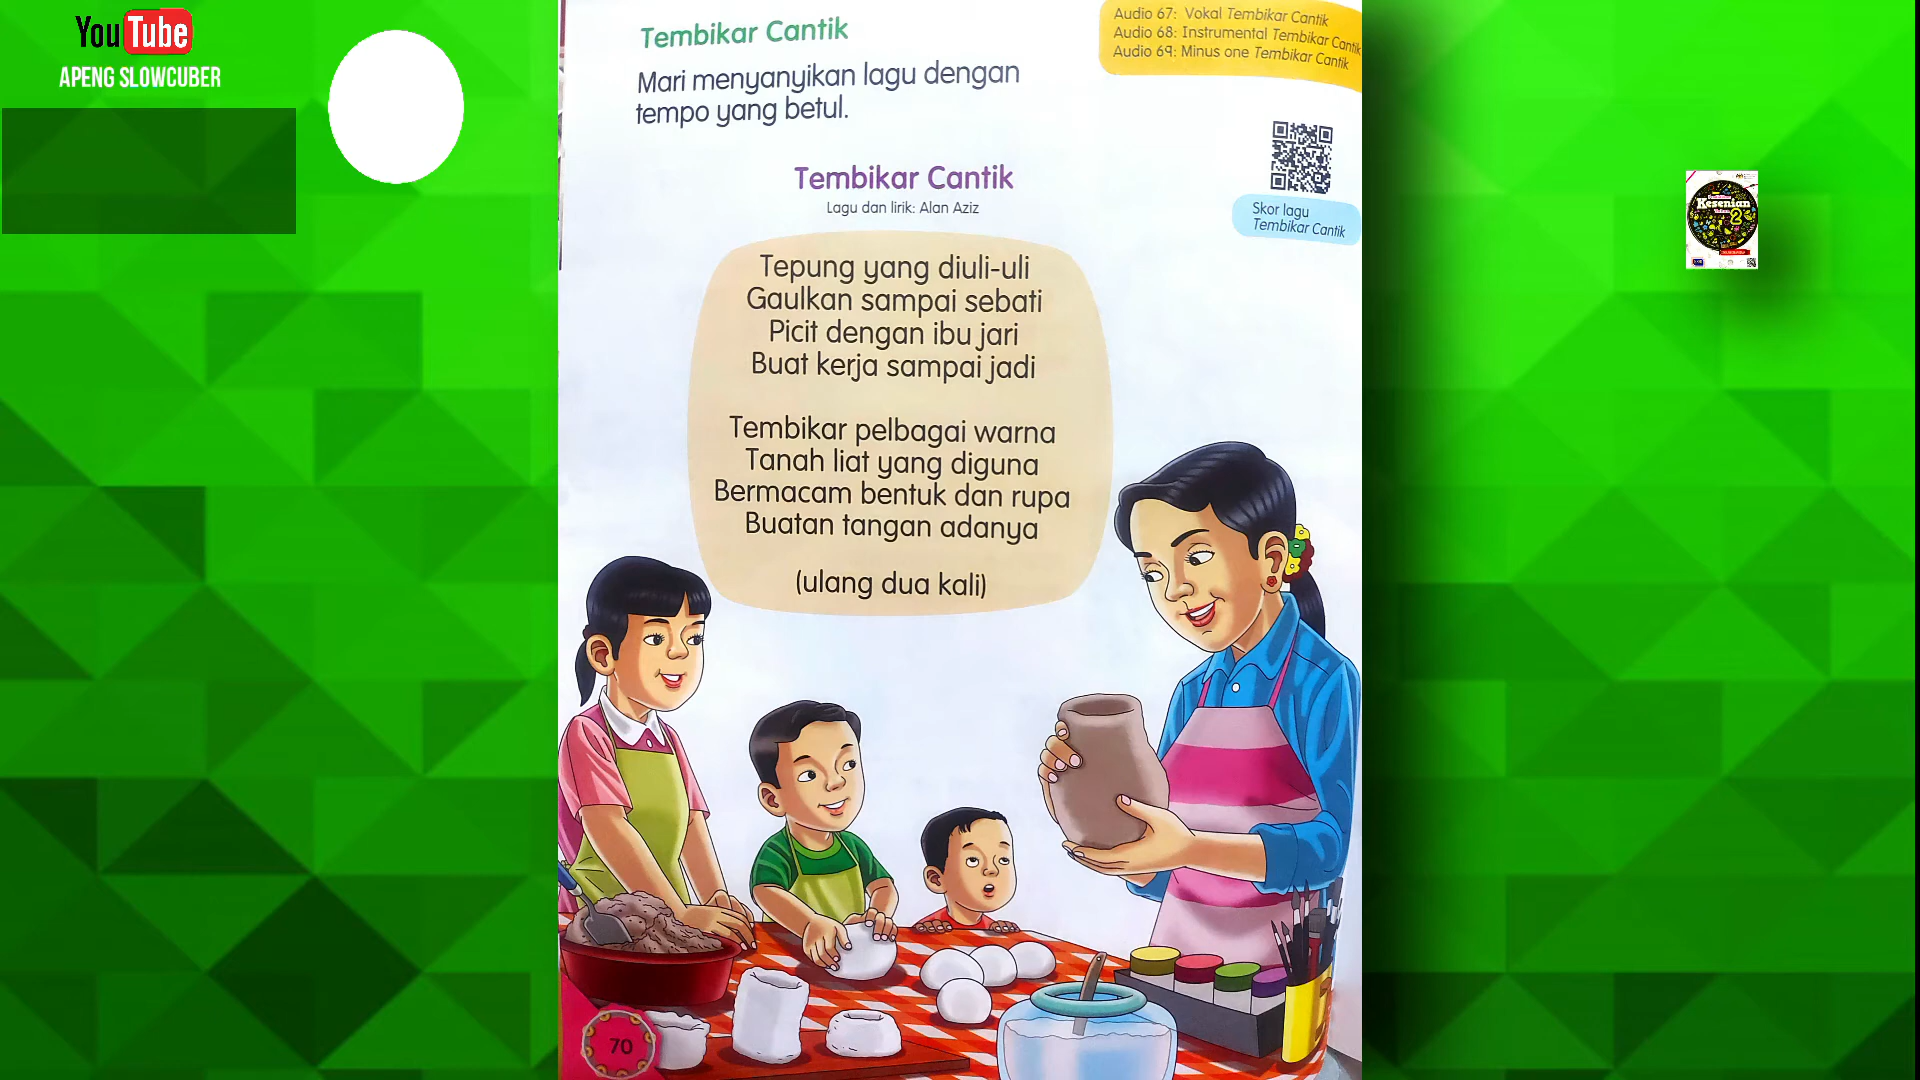 YouTube
APENG SLOWCUBER
Tembikar Cantik
Mari menyanyikan lagu dengan
tempo yang betul.
Audio 67: Vokal Tembikar Cantik
Audio 68: Instrumental Tembikar Cantik
Audio 69: Minus one Tembikar Cantik
Skor lagu
Tembikar Cantik
Tembikar Cantik
Lagu dan lirik: Alan Aziz
Tepung yang diuli-uli
Gaulkan sampai sebati
Picit dengan ibu jari
Buat kerja sampai jadi
Tembikar pelbagai warna
Tanah liat yang diguna
Bermacam bentuk dan rupa
Buatan tangan adanya
(ulang dua kali)
70
Kesenian
2